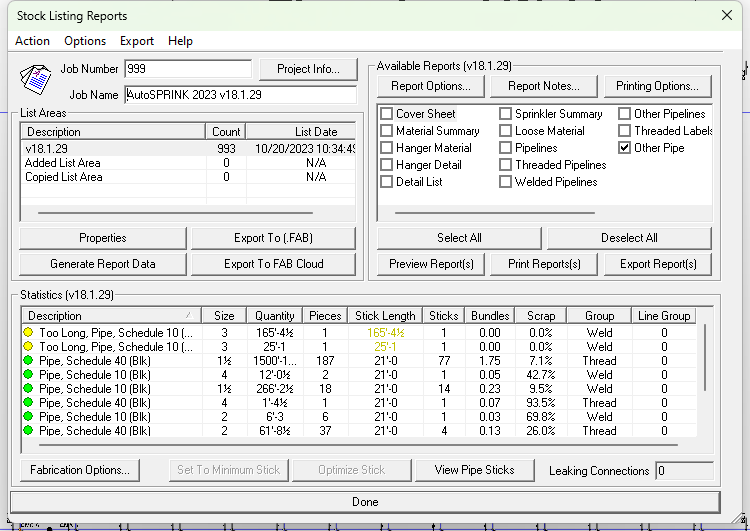 Stock Listing Reports
Action Options Export Help
Job Number 999 Project Info...
Job Name AutoSPRINK 2023 v18.1.29
List Areas
Description Count List Date
v18.1.29 993 10/20/2023 10:34:49
Added List Area 0 N/A
Copied List Area 0 N/A
Properties Export To (.FAB)
Generate Report Data Export To FAB Cloud
Available Reports (v18.1.29)
Report Options... Report Notes... Printing Options...
Cover Sheet Sprinkler Summary Other Pipelines
Material Summary Loose Material Threaded Labels
Hanger Material Pipelines Other Pipe
Hanger Detail Threaded Pipelines
Detail List Welded Pipelines
Select All Deselect All
Preview Report(s) Print Reports(s) Export Report(s)
Statistics (v18.1.29)
Description Size Quantity Pieces Stick Length Sticks Bundles Scrap Group Line Group
Too Long, Pipe, Schedule 10 (... 3 165'-4½ 1 165'-4½ 1 0.00 0.0% Weld 0
Too Long, Pipe, Schedule 10 (... 3 25'-1 1 25'-1 1 0.00 0.0% Weld 0
Pipe, Schedule 40 (Blk) 1½ 1500'-1... 187 21'-0 77 1.75 7.1% Thread 0
Pipe, Schedule 10 (Blk) 4 12'-0½ 2 21'-0 1 0.05 42.7% Weld 0
Pipe, Schedule 10 (Blk) 1½ 266'-2½ 18 21'-0 14 0.23 9.5% Weld 0
Pipe, Schedule 40 (Blk) 4 1'-4½ 1 21'-0 1 0.07 93.5% Thread 0
Pipe, Schedule 10 (Blk) 2 6'-3 6 21'-0 1 0.03 69.8% Weld 0
Pipe, Schedule 40 (Blk) 2 61'-8½ 37 21'-0 4 0.13 26.0% Thread 0
Fabrication Options... Set To Minimum Stick Optimize Stick View Pipe Sticks Leaking Connections 0
Done